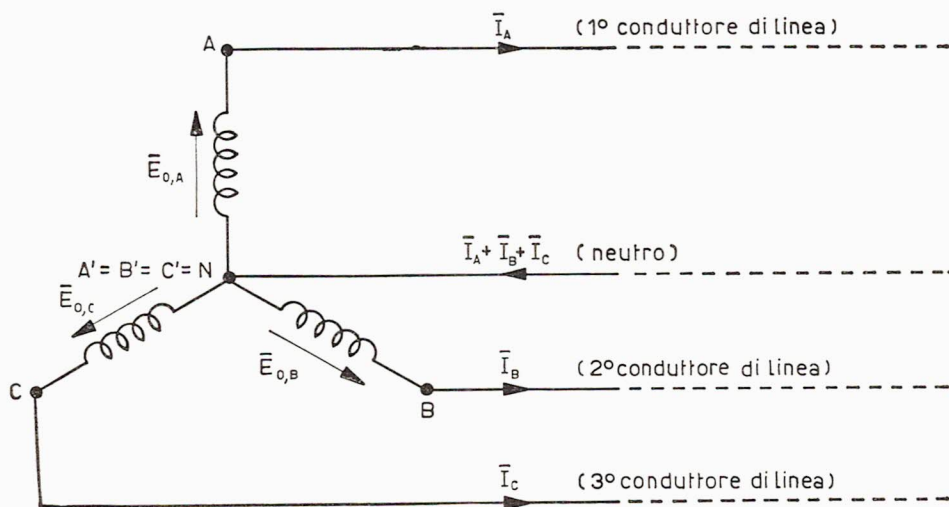 A
Ī_A (1° conduttore di linea)
Ē_0,A
Ī_A + Ī_B + Ī_C (neutro)
A' = B' = C' = N
Ē_0,C
Ē_0,B
Ī_B (2° conduttore di linea)
C
B
Ī_C (3° conduttore di linea)